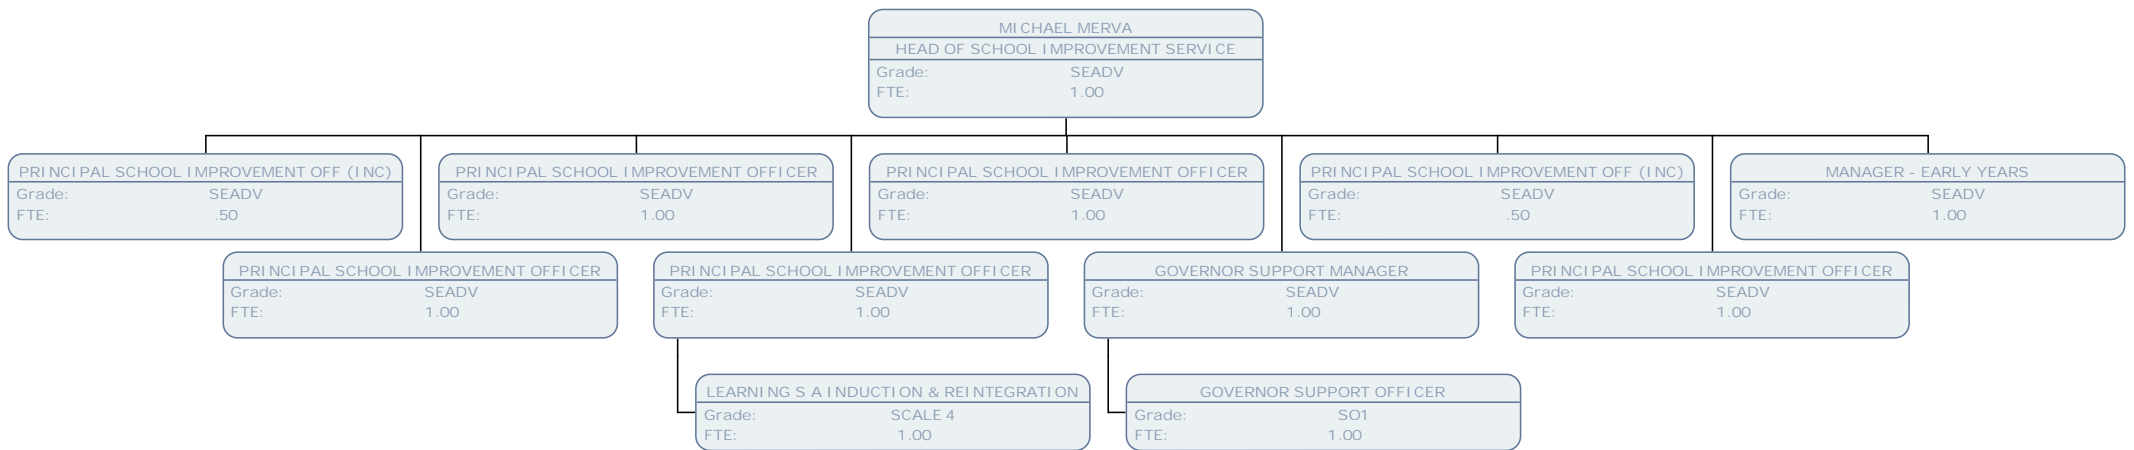 MICHAEL MERVA
HEAD OF SCHOOL IMPROVEMENT SERVICE
Grade: SEADV
FTE: 1.00
PRINCIPAL SCHOOL IMPROVEMENT OFF (INC)
Grade: SEADV
FTE: .50
PRINCIPAL SCHOOL IMPROVEMENT OFFICER
Grade: SEADV
FTE: 1.00
PRINCIPAL SCHOOL IMPROVEMENT OFFICER
Grade: SEADV
FTE: 1.00
PRINCIPAL SCHOOL IMPROVEMENT OFF (INC)
Grade: SEADV
FTE: .50
MANAGER - EARLY YEARS
Grade: SEADV
FTE: 1.00
PRINCIPAL SCHOOL IMPROVEMENT OFFICER
Grade: SEADV
FTE: 1.00
PRINCIPAL SCHOOL IMPROVEMENT OFFICER
Grade: SEADV
FTE: 1.00
GOVERNOR SUPPORT MANAGER
Grade: SEADV
FTE: 1.00
PRINCIPAL SCHOOL IMPROVEMENT OFFICER
Grade: SEADV
FTE: 1.00
LEARNING S A INDUCTION & REINTEGRATION
Grade: SCALE 4
FTE: 1.00
GOVERNOR SUPPORT OFFICER
Grade: SO1
FTE: 1.00